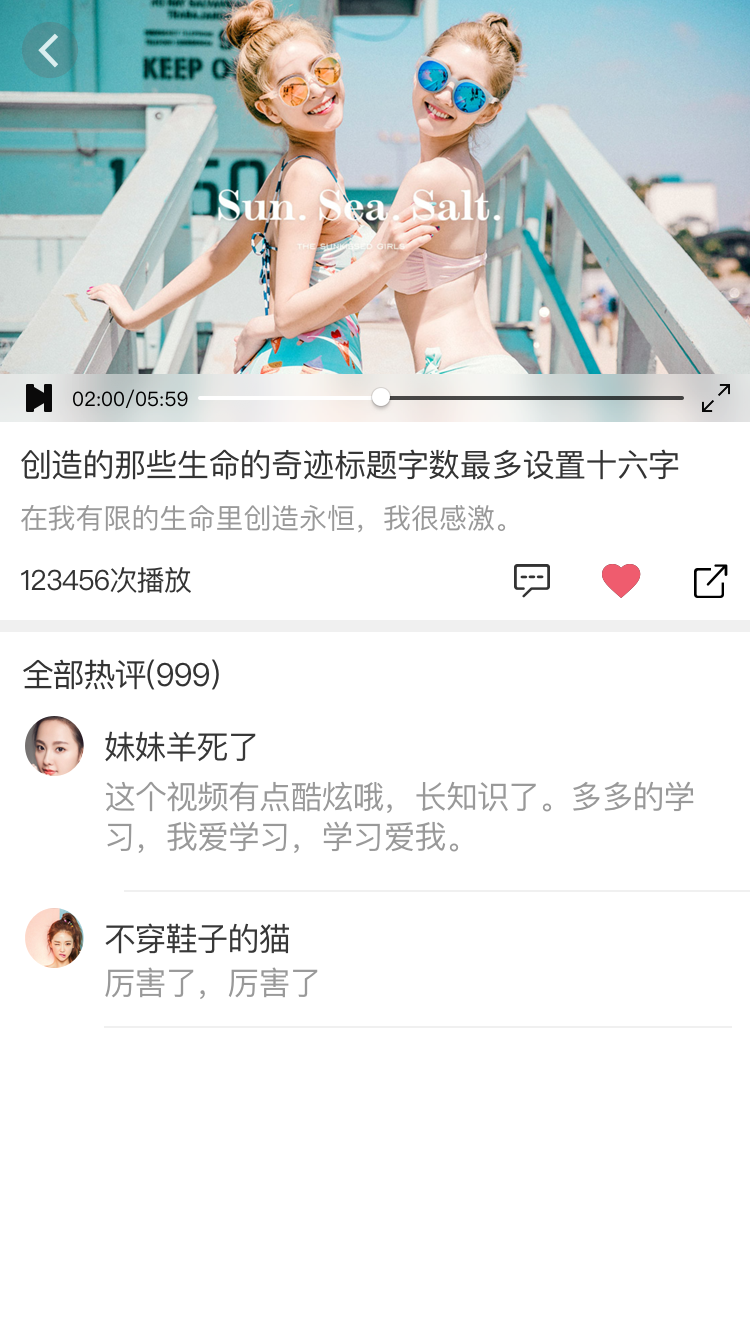 KEEP O
Sun. Sea. Salt.
THE SUNKISSED GIRLS
02:00/05:59
创造的那些生命的奇迹标题字数最多设置十六字
在我有限的生命里创造永恒，我很感激。
123456次播放
全部热评(999)
妹妹羊死了
这个视频有点酷炫哦，长知识了。多多的学
习，我爱学习，学习爱我。
不穿鞋子的猫
厉害了，厉害了